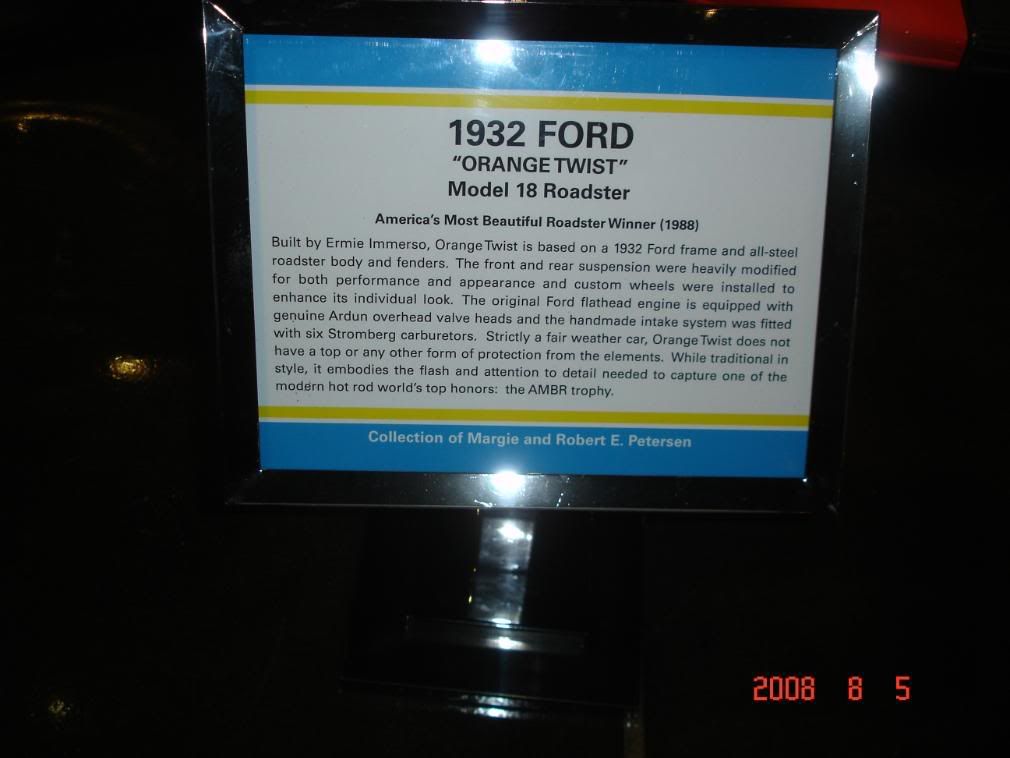 1932 FORD
"ORANGE TWIST"
Model 18 Roadster
America's Most Beautiful Roadster Winner (1988)
Built by Ermie Immerso, Orange Twist is based on a 1932 Ford frame and all-steel
roadster body and fenders. The front and rear suspension were heavily modified
for both performance and appearance and custom wheels were installed to
enhance its individual look. The original Ford flathead engine is equipped with
genuine Ardun overhead valve heads and the handmade intake system was fitted
with six Stromberg carburetors. Strictly a fair weather car, Orange Twist does not
have a top or any other form of protection from the elements. While traditional in
style, it embodies the flash and attention to detail needed to capture one of the
modern hot rod world's top honors: the AMBR trophy.
Collection of Margie and Robert E. Petersen
2008 8 5